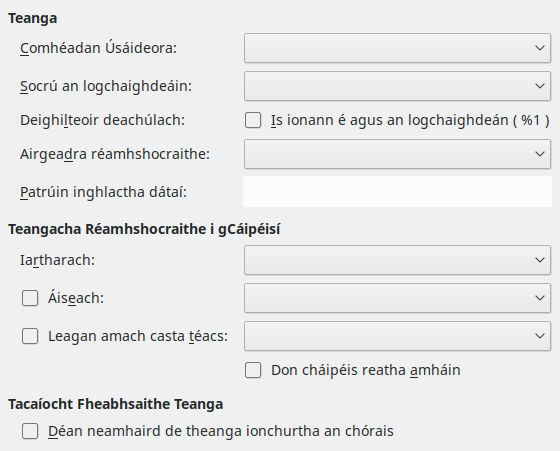 Teanga
Comhéadan Úsáideora:
Socrú an logchaighdeáin:
Deighilteoir deachúlach:
Is ionann é agus an logchaighdeán ( %1 )
Airgeadra réamhshocraithe:
Patrúin inghlactha dátaí:
Teangacha Réamhshocraithe i gCáipéisí
Iartharach:
Áiseach:
Leagan amach casta téacs:
Don cháipéis reatha amháin
Tacaíocht Fheabhsaithe Teanga
Déan neamhaird de theanga ionchurtha an chórais